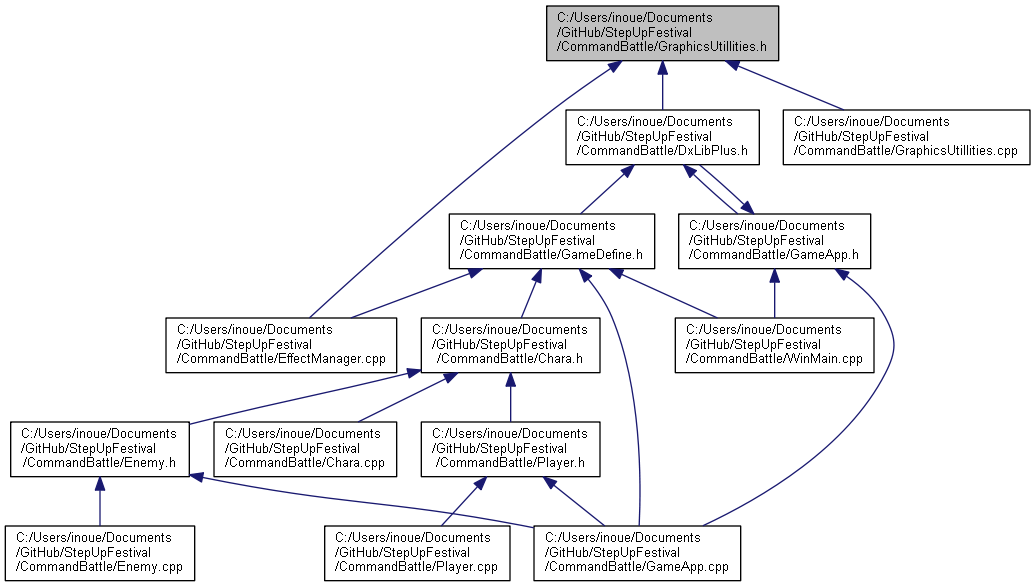 C:/Users/inoue/Documents
/GitHub/StepUpFestival
/CommandBattle/GraphicsUtillities.h
C:/Users/inoue/Documents
/GitHub/StepUpFestival
/CommandBattle/DxLibPlus.h
C:/Users/inoue/Documents
/GitHub/StepUpFestival
/CommandBattle/GraphicsUtillities.cpp
C:/Users/inoue/Documents
/GitHub/StepUpFestival
/CommandBattle/GameDefine.h
C:/Users/inoue/Documents
/GitHub/StepUpFestival
/CommandBattle/GameApp.h
C:/Users/inoue/Documents
/GitHub/StepUpFestival
/CommandBattle/EffectManager.cpp
C:/Users/inoue/Documents
/GitHub/StepUpFestival
/CommandBattle/Chara.h
C:/Users/inoue/Documents
/GitHub/StepUpFestival
/CommandBattle/WinMain.cpp
C:/Users/inoue/Documents
/GitHub/StepUpFestival
/CommandBattle/Enemy.h
C:/Users/inoue/Documents
/GitHub/StepUpFestival
/CommandBattle/Chara.cpp
C:/Users/inoue/Documents
/GitHub/StepUpFestival
/CommandBattle/Player.h
C:/Users/inoue/Documents
/GitHub/StepUpFestival
/CommandBattle/Enemy.cpp
C:/Users/inoue/Documents
/GitHub/StepUpFestival
/CommandBattle/Player.cpp
C:/Users/inoue/Documents
/GitHub/StepUpFestival
/CommandBattle/GameApp.cpp